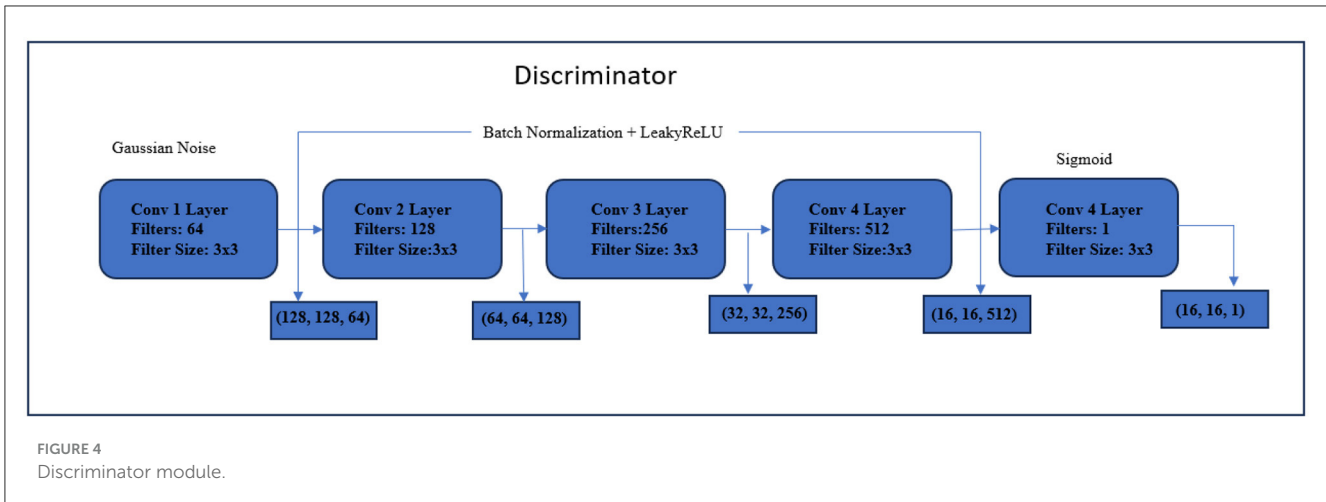 Discriminator
Batch Normalization + LeakyReLU
Gaussian Noise
Sigmoid
Conv 1 Layer
Filters: 64
Filter Size: 3x3
Conv 2 Layer
Filters: 128
Filter Size:3x3
Conv 3 Layer
Filters:256
Filter Size: 3x3
Conv 4 Layer
Filters: 512
Filter Size:3x3
Conv 4 Layer
Filters: 1
Filter Size: 3x3
(128, 128, 64)
(64, 64, 128)
(32, 32, 256)
(16, 16, 512)
(16, 16, 1)
FIGURE 4
Discriminator module.